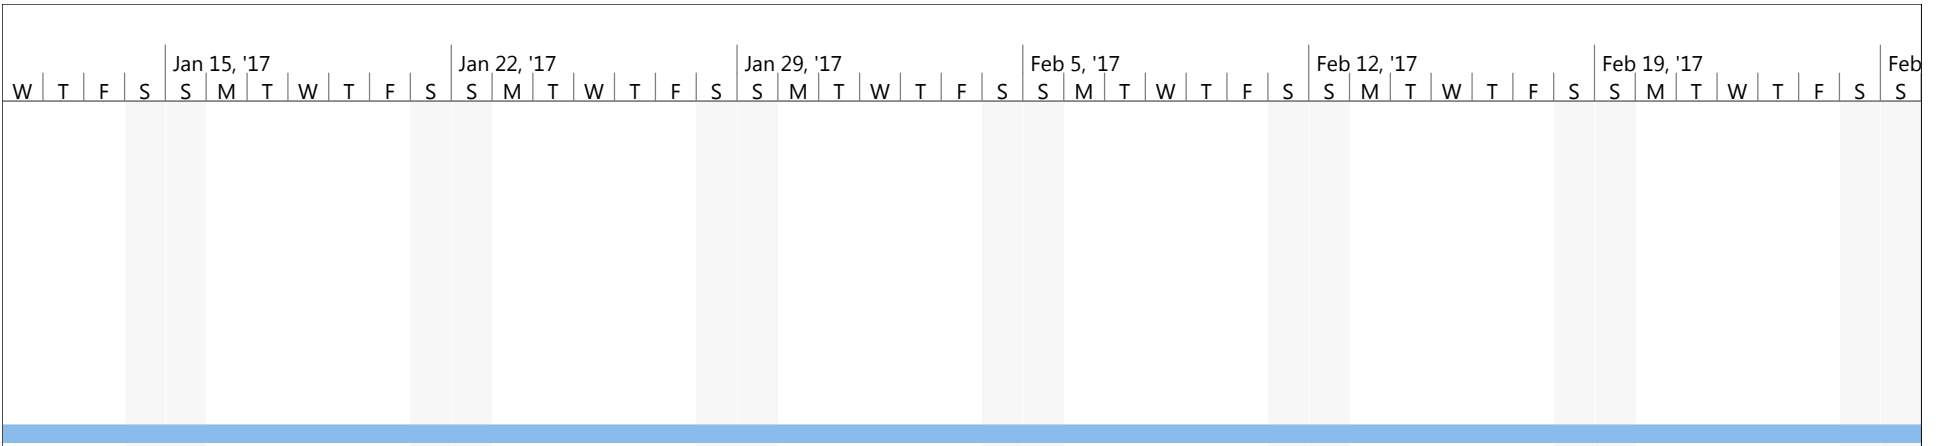 Jan 15, '17 Jan 22, '17 Jan 29, '17 Feb 5, '17 Feb 12, '17 Feb 19, '17 Feb
W T F S S M T W T F S S M T W T F S S M T W T F S S M T W T F S S M T W T F S S M T W T F S S